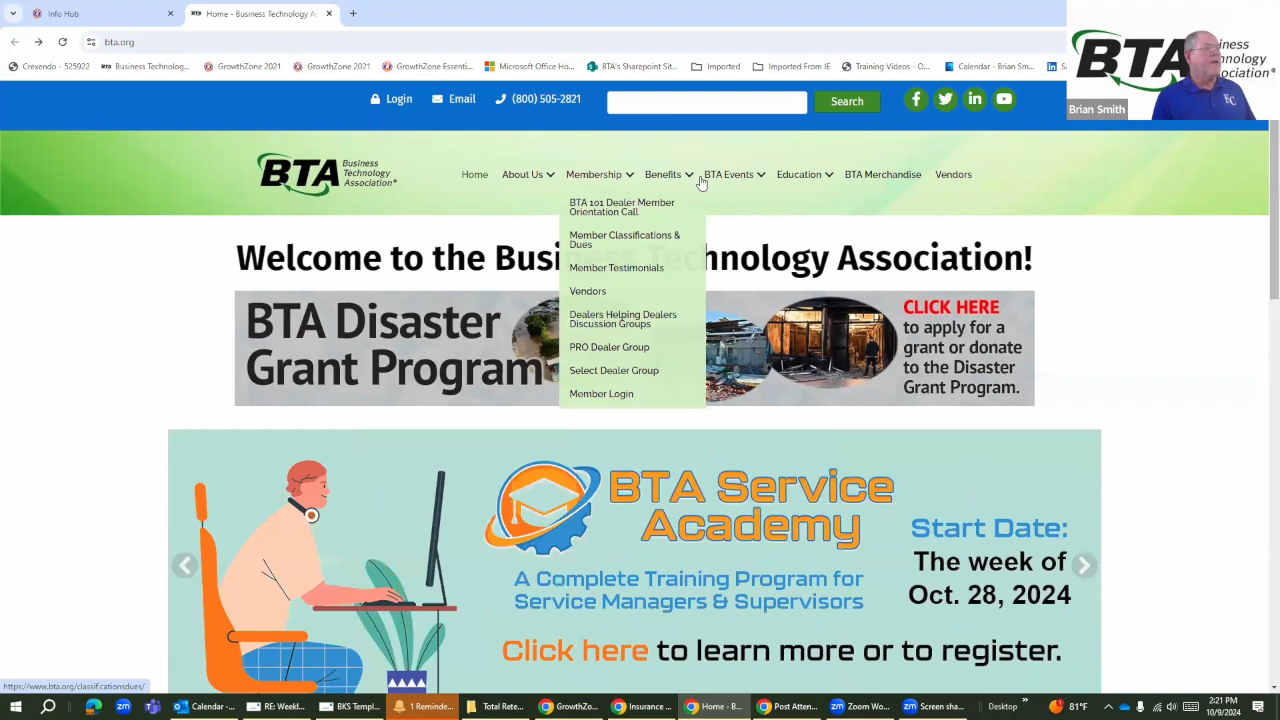 Info Hub
Home - Business Technology A
bta.org
Crexendo - 525922
Business Technolog...
GrowthZone 2021
GrowthZone 2021
GrowthZone Essenti...
Microsoft Office Hom...
BTA's Sharepoint Sit...
Imported
Imported From IE
Training Videos - O...
Calendar - Brian Sm...
BTA Business
Technology
Association®
Brian Smith
Login
Email
(800) 505-2821
Search
BTA Business
Technology
Association®
Home
About Us
Membership
Benefits
BTA Events
Education
BTA Merchandise
Vendors
BTA 101 Dealer Member
Orientation Call
Member Classifications &
Dues
Member Testimonials
Vendors
Dealers Helping Dealers
Discussion Groups
PRO Dealer Group
Select Dealer Group
Member Login
Welcome to the Business Technology Association!
BTA Disaster
Grant Program
CLICK HERE
to apply for a
grant or donate
to the Disaster
Grant Program.
BTA Service
Academy
A Complete Training Program for
Service Managers & Supervisors
Start Date:
The week of
Oct. 28, 2024
Click here to learn more or to register.
https://www.bta.org/classificationsdues/
Calendar - ...
RE: Week...
BKS Templ...
1 Reminde...
Total Rete...
GrowthZo...
Insurance ...
Home - B...
Post Atten...
Zoom Wo...
Screen sha...
Desktop
81°F
2:21 PM
10/9/2024